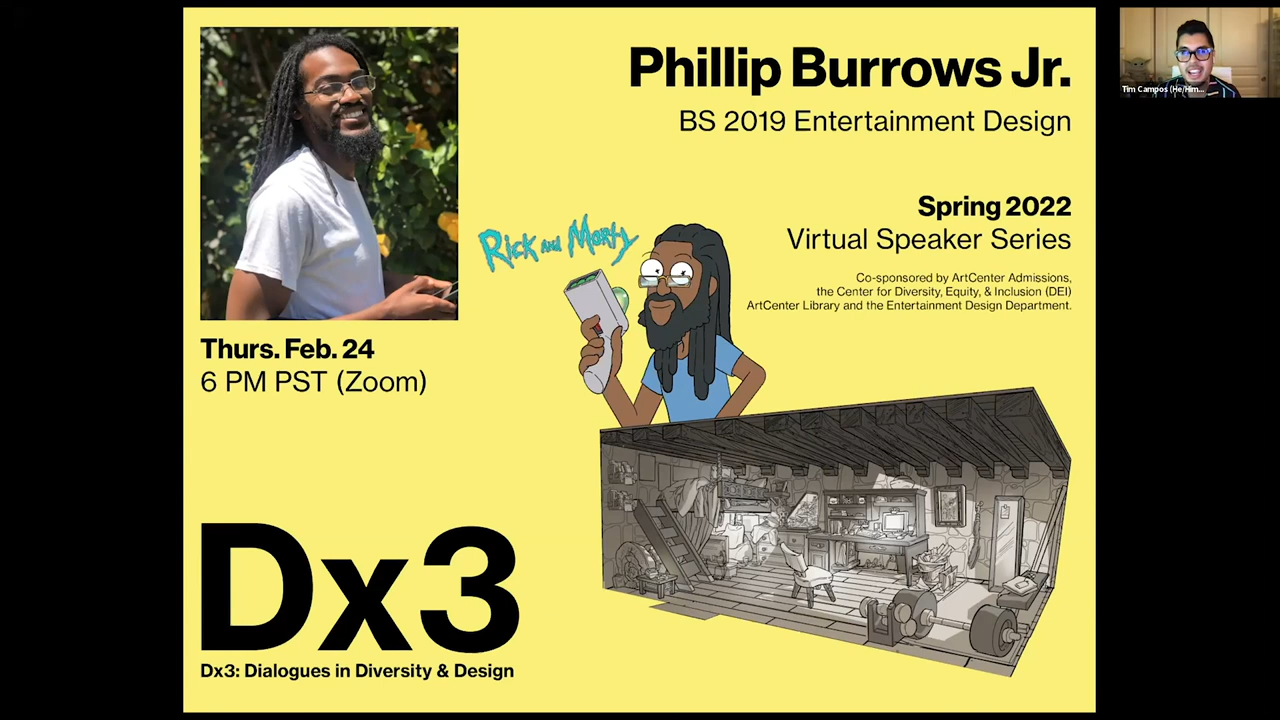 Phillip Burrows Jr.
BS 2019 Entertainment Design
Spring 2022
Virtual Speaker Series
Co-sponsored by ArtCenter Admissions,
the Center for Diversity, Equity, & Inclusion (DEI)
ArtCenter Library and the Entertainment Design Department.
Rick and Morty
Thurs. Feb. 24
6 PM PST (Zoom)
Dx3
Dx3: Dialogues in Diversity & Design
Tim Campos (He/Him...